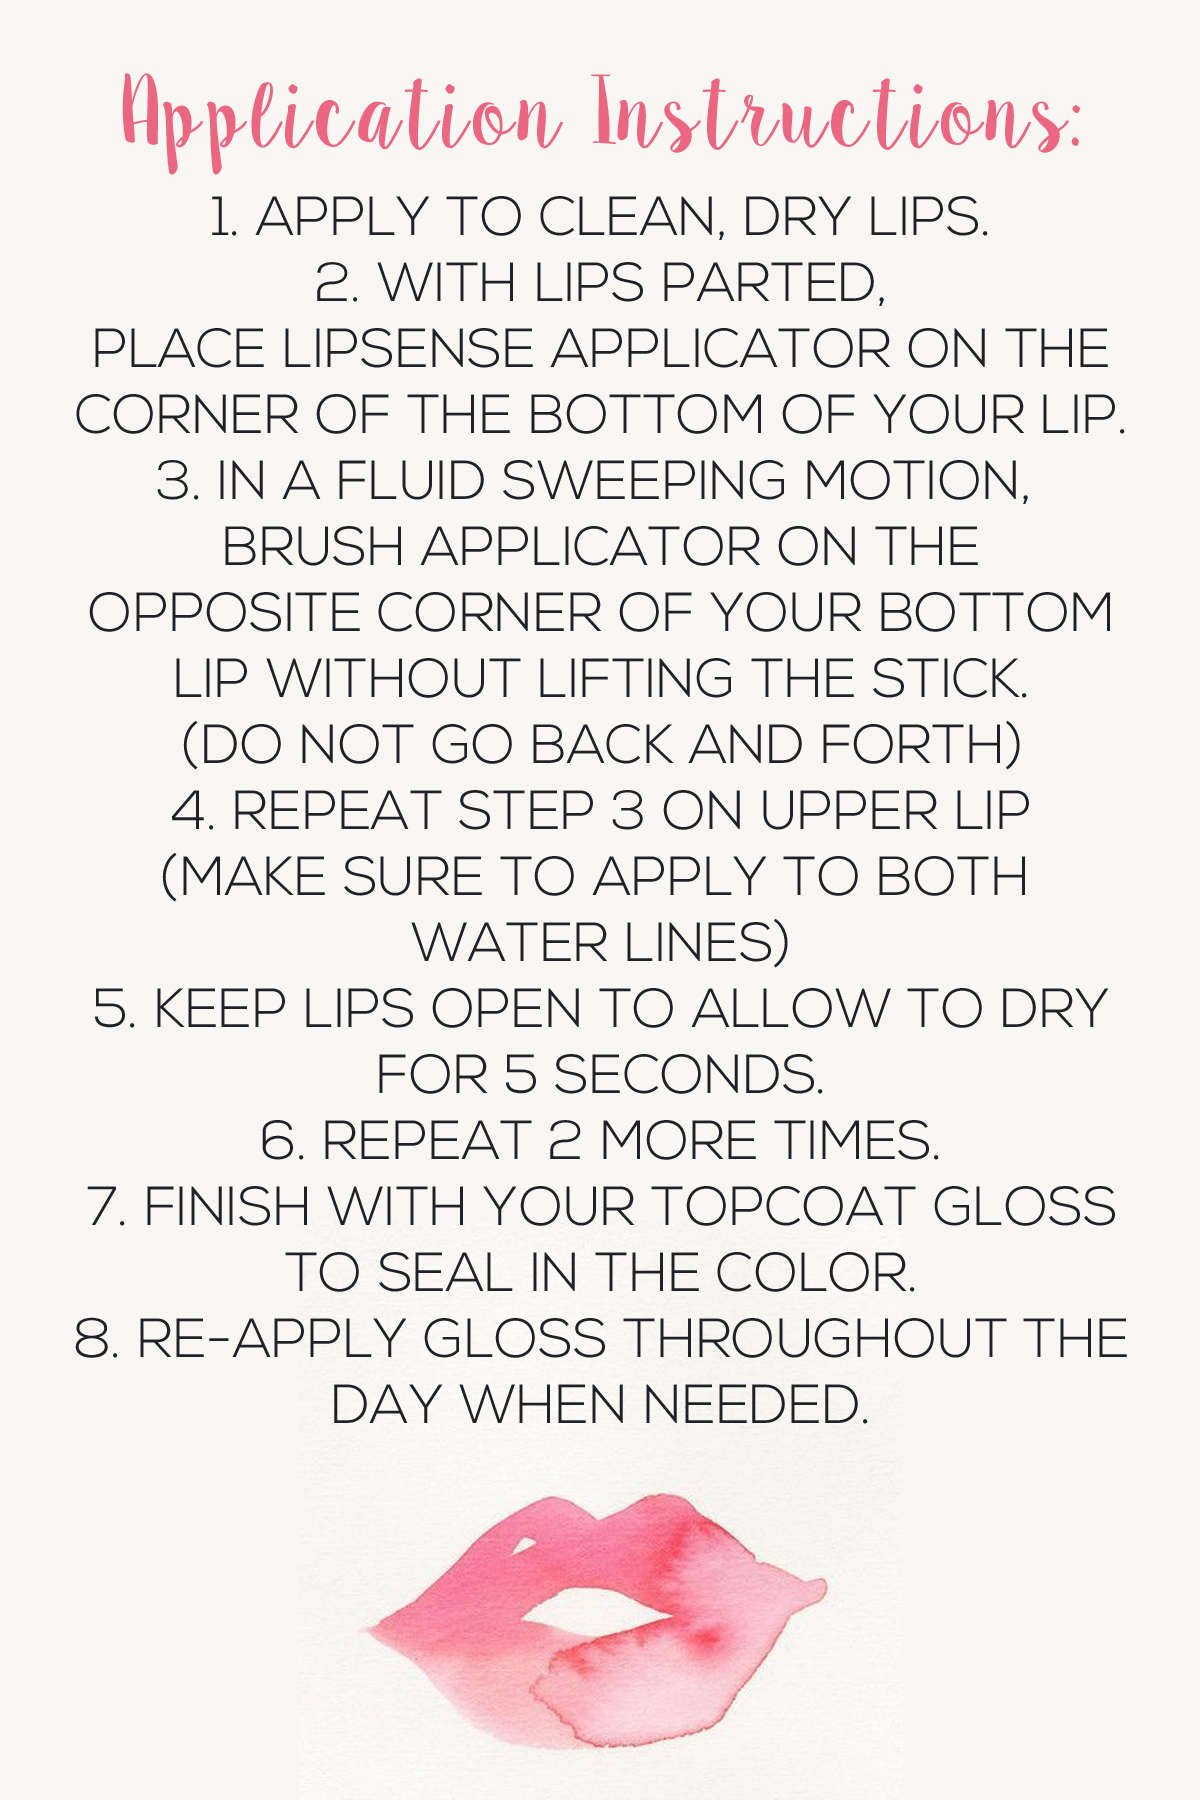 Application Instructions:
1. APPLY TO CLEAN, DRY LIPS.
2. WITH LIPS PARTED,
PLACE LIPSENSE APPLICATOR ON THE
CORNER OF THE BOTTOM OF YOUR LIP.
3. IN A FLUID SWEEPING MOTION,
BRUSH APPLICATOR ON THE
OPPOSITE CORNER OF YOUR BOTTOM
LIP WITHOUT LIFTING THE STICK.
(DO NOT GO BACK AND FORTH)
4. REPEAT STEP 3 ON UPPER LIP
(MAKE SURE TO APPLY TO BOTH
WATER LINES)
5. KEEP LIPS OPEN TO ALLOW TO DRY
FOR 5 SECONDS.
6. REPEAT 2 MORE TIMES.
7. FINISH WITH YOUR TOPCOAT GLOSS
TO SEAL IN THE COLOR.
8. RE-APPLY GLOSS THROUGHOUT THE
DAY WHEN NEEDED.